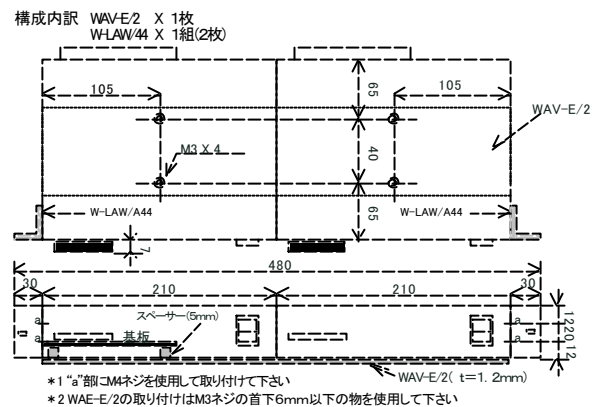 構成内訳 WAV-E/2 X 1枚
W-LAW/44 X 1組(2枚)
105
65
105
WAV-E/2
M3 X 4
40
W-LAW/A44
65
W-LAW/A44
7
480
30
210
210
30
スペーサー(5mm)
a
基板
a
a
a
12
20
12
WAV-E/2( t=1.2mm)
*1 "a"部にM4ネジを使用して取り付けて下さい
*2 WAE-E/2の取り付けはM3ネジの首下6mm以下の物を使用して下さい